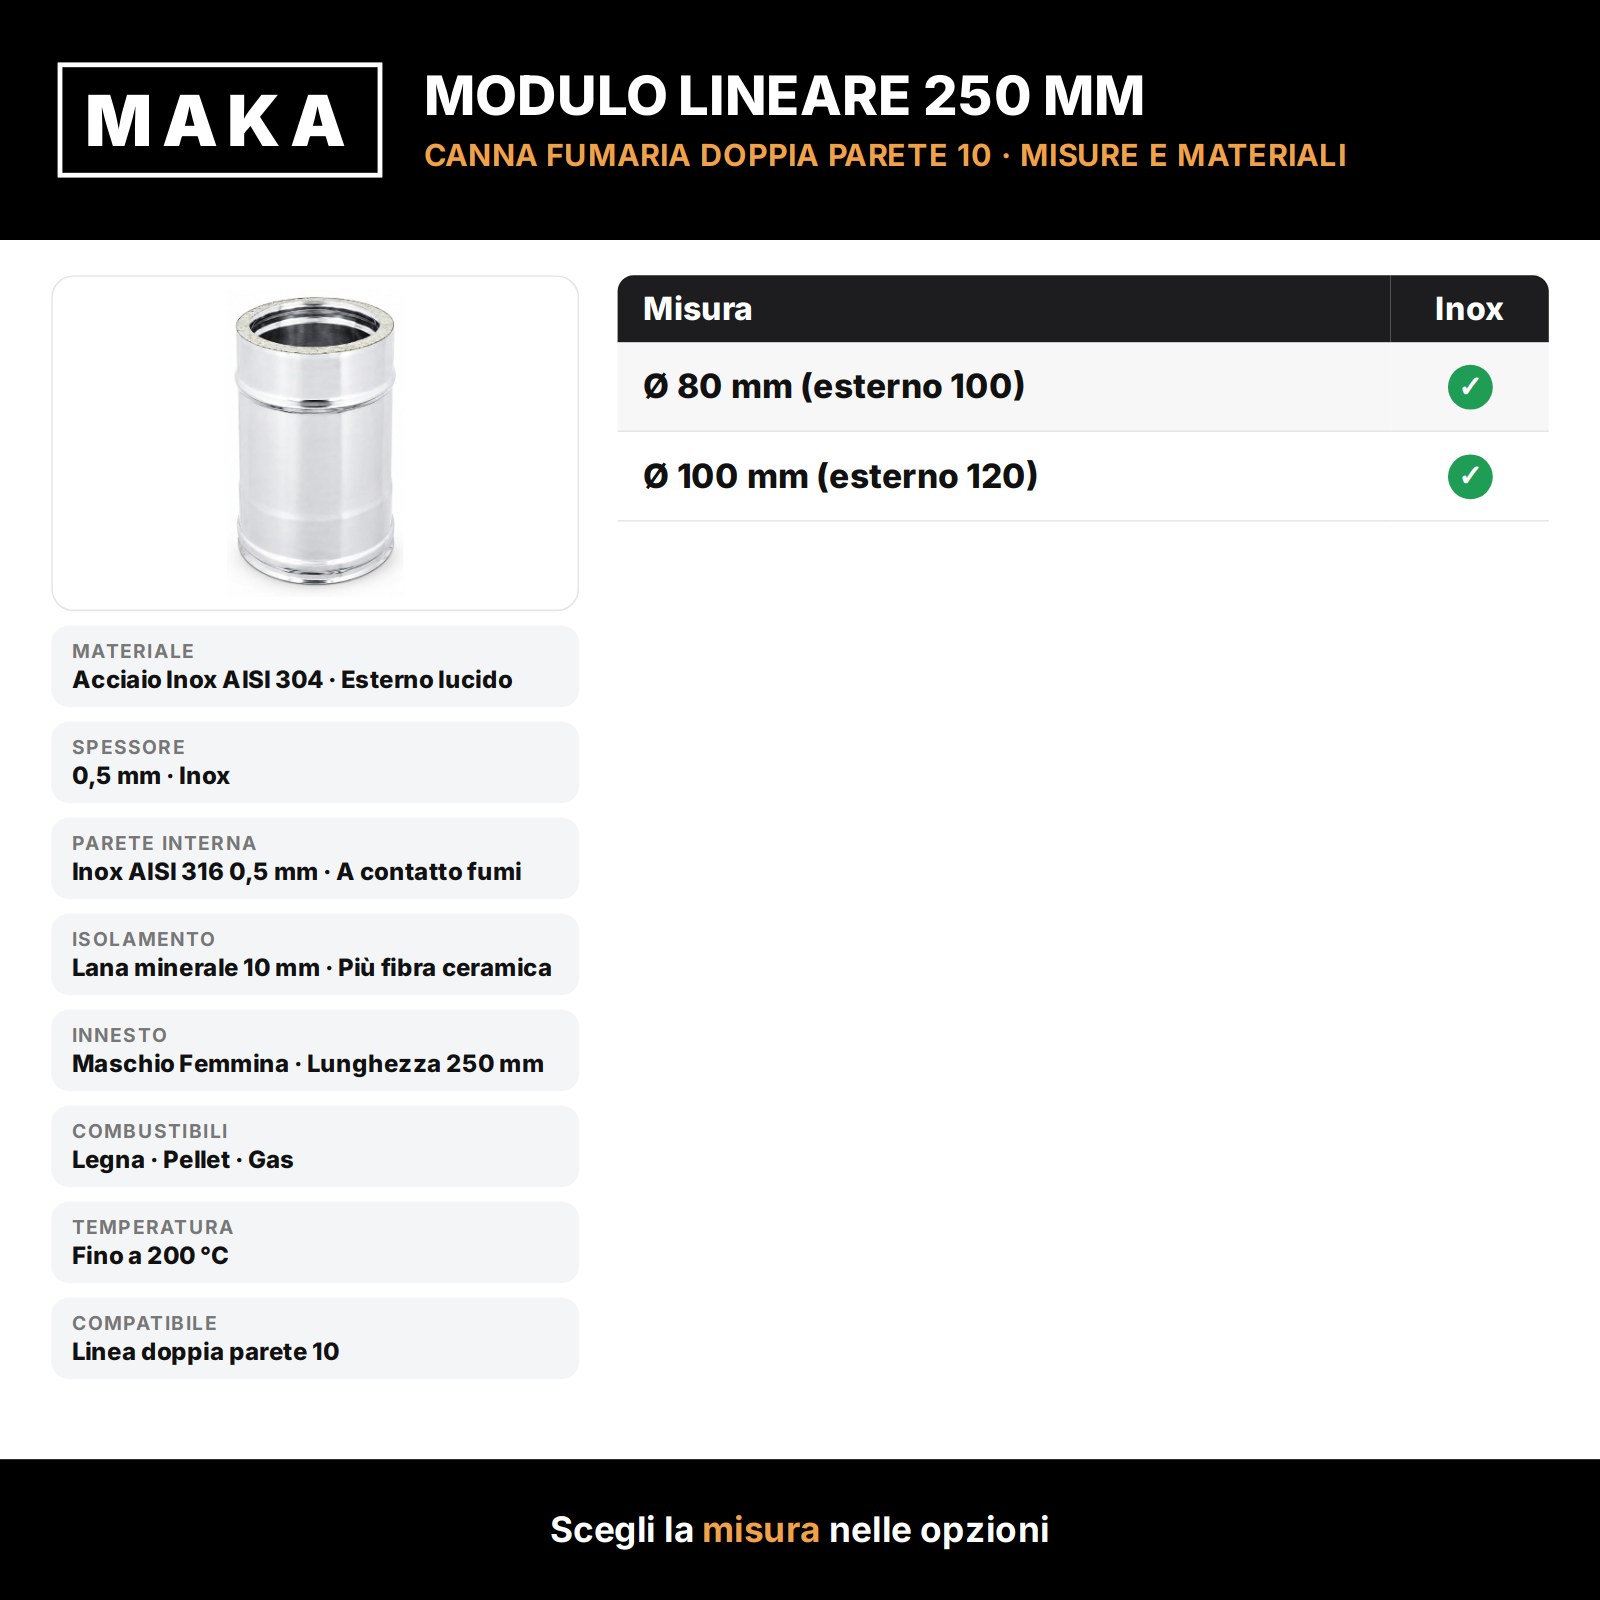 MAKA
MODULO LINEARE 250 MM
CANNA FUMARIA DOPPIA PARETE 10 · MISURE E MATERIALI
Misura Inox
Ø 80 mm (esterno 100) ✓
Ø 100 mm (esterno 120) ✓
MATERIALE
Acciaio Inox AISI 304 · Esterno lucido
SPESSORE
0,5 mm · Inox
PARETE INTERNA
Inox AISI 316 0,5 mm · A contatto fumi
ISOLAMENTO
Lana minerale 10 mm · Più fibra ceramica
INNESTO
Maschio Femmina · Lunghezza 250 mm
COMBUSTIBILI
Legna · Pellet · Gas
TEMPERATURA
Fino a 200 °C
COMPATIBILE
Linea doppia parete 10
Scegli la misura nelle opzioni